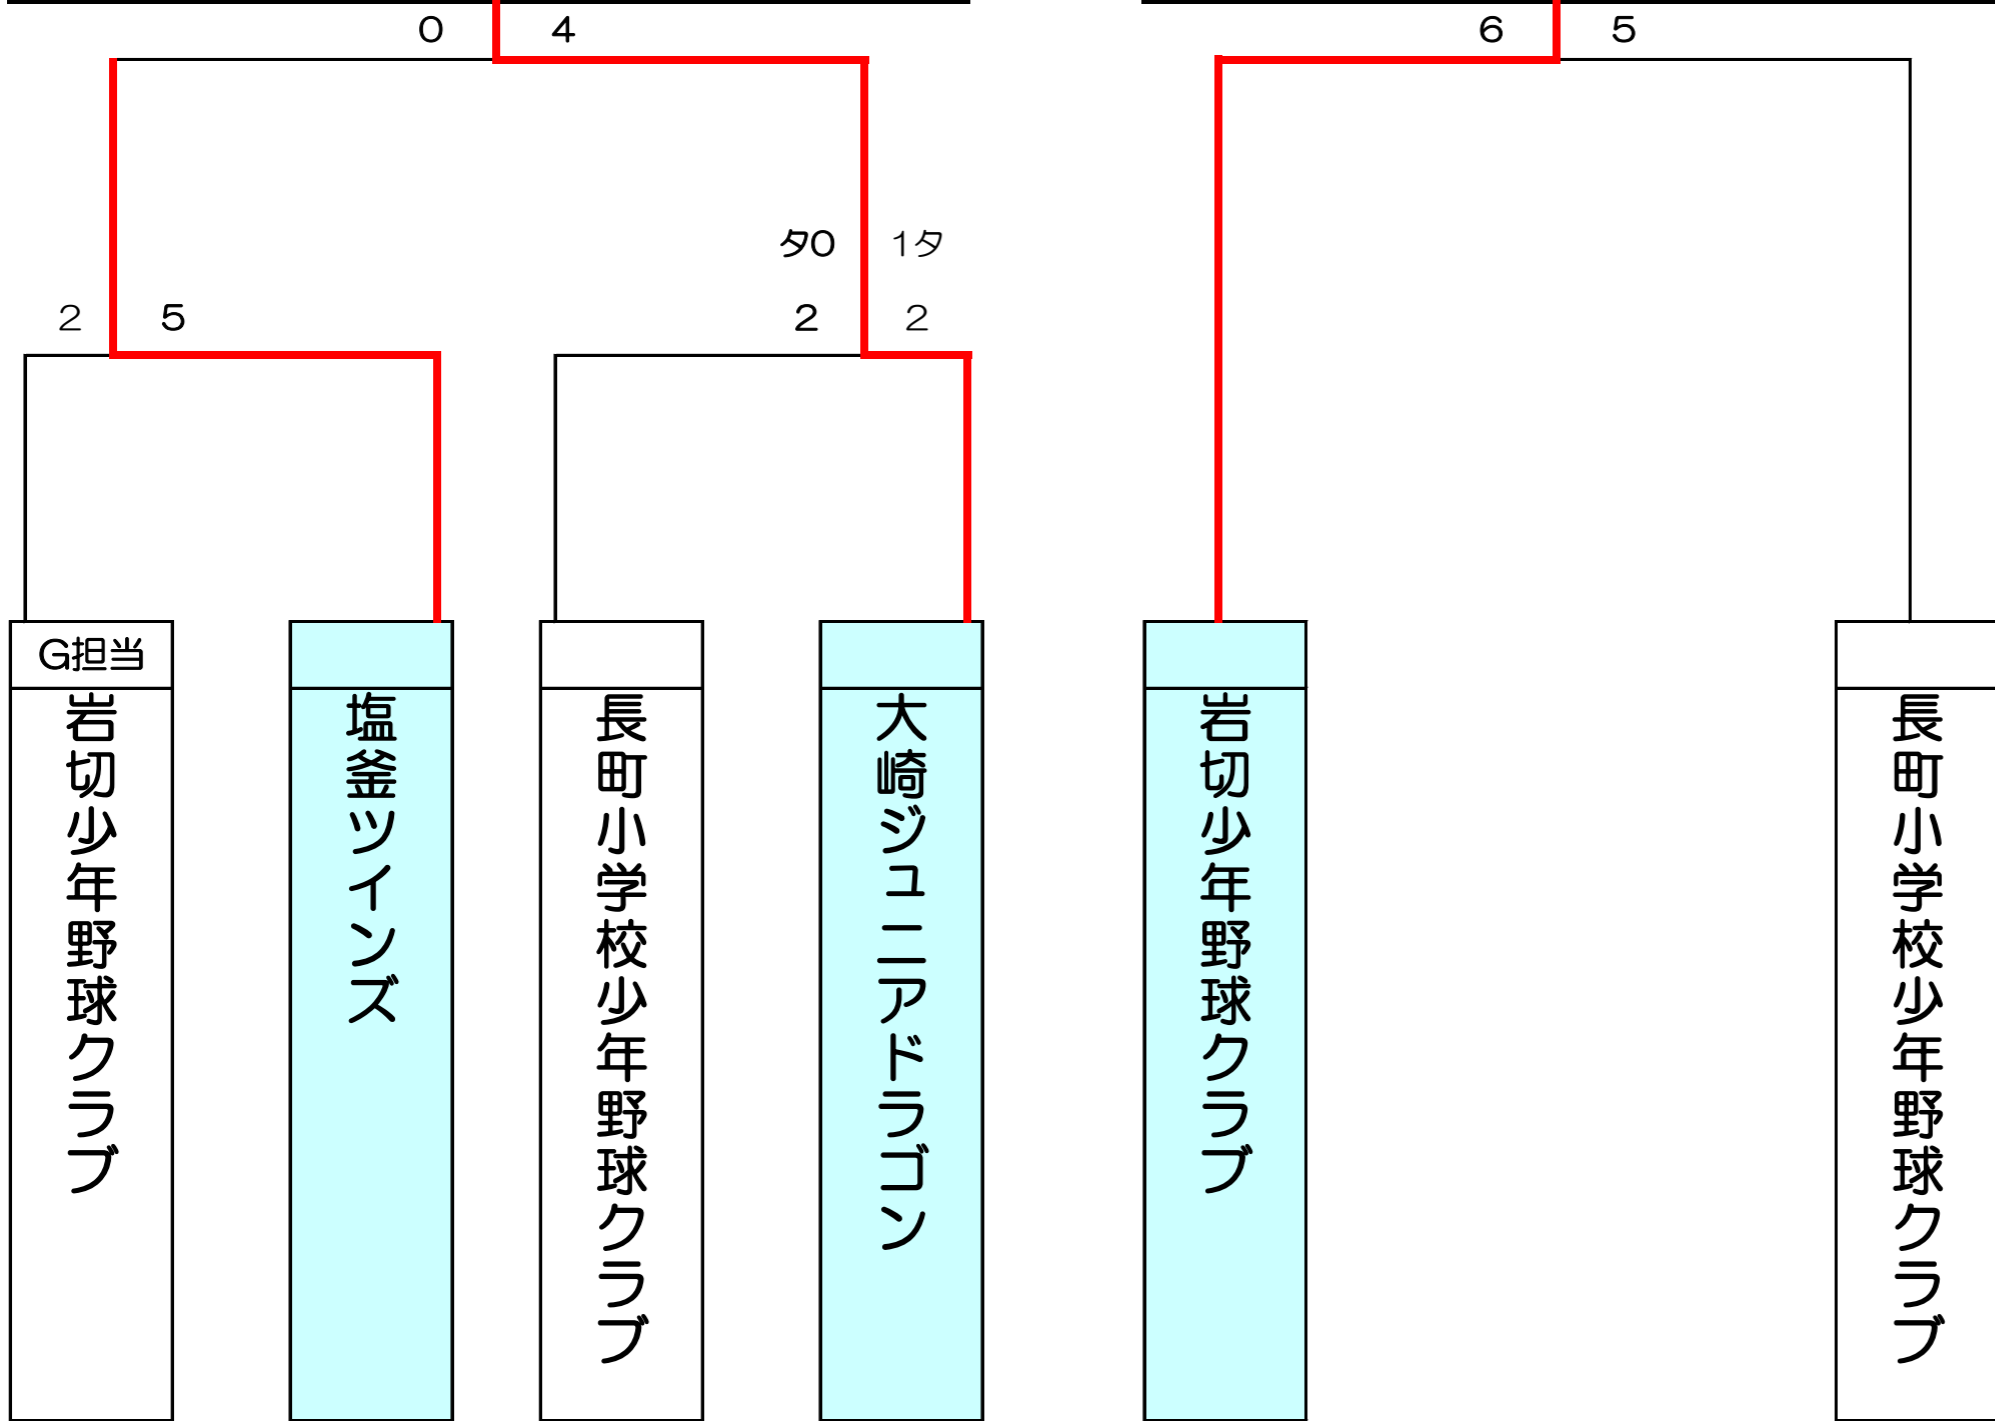 0 4
6 5
タ0 1タ
2 5
2 2
G担当
岩切少年野球クラブ
塩釜ツインズ
長町小学校少年野球クラブ
大崎ジュニアドラゴン
岩切少年野球クラブ
長町小学校少年野球クラブ